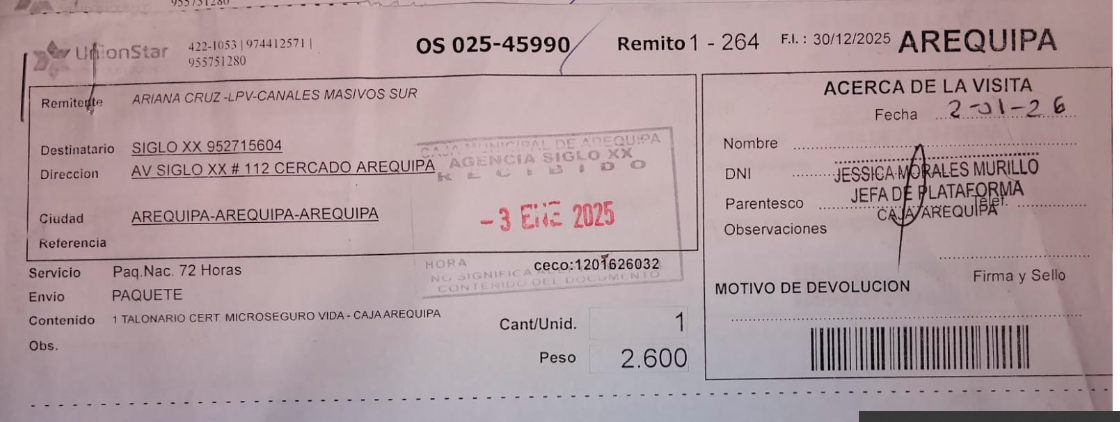 955751280
UnionStar
422-1053 | 974412571 |
955751280
OS 025-45990
Remito 1 - 264
F.I. : 30/12/2025
AREQUIPA
Remitente ARIANA CRUZ -LPV-CANALES MASIVOS SUR
Destinatario SIGLO XX 952715604
Direccion AV SIGLO XX # 112 CERCADO AREQUIPA
Ciudad AREQUIPA-AREQUIPA-AREQUIPA
Referencia
CAJA MUNICIPAL DE AREQUIPA
AGENCIA SIGLO XX
RECIBIDO
-3 ENE 2025
HORA
NO SIGNIFICA
CONTENIDO DEL DOCUMENTO
ceco:1201626032
Servicio Paq.Nac. 72 Horas
Envio PAQUETE
Contenido 1 TALONARIO CERT. MICROSEGURO VIDA - CAJA AREQUIPA
Obs.
Cant/Unid. 1
Peso 2.600
ACERCA DE LA VISITA
Fecha 2-01-26
Nombre
DNI
JESSICA MORALES MURILLO
JEFA DE PLATAFORMA
Parentesco
Telef.
CAJA AREQUIPA
Observaciones
Firma y Sello
MOTIVO DE DEVOLUCION